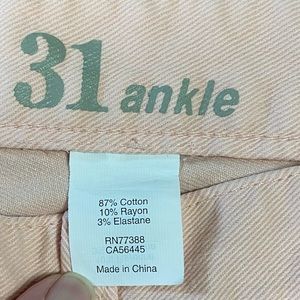 31 ankle
87% Cotton
10% Rayon
3% Elastane
RN77388
CA56445
Made in China